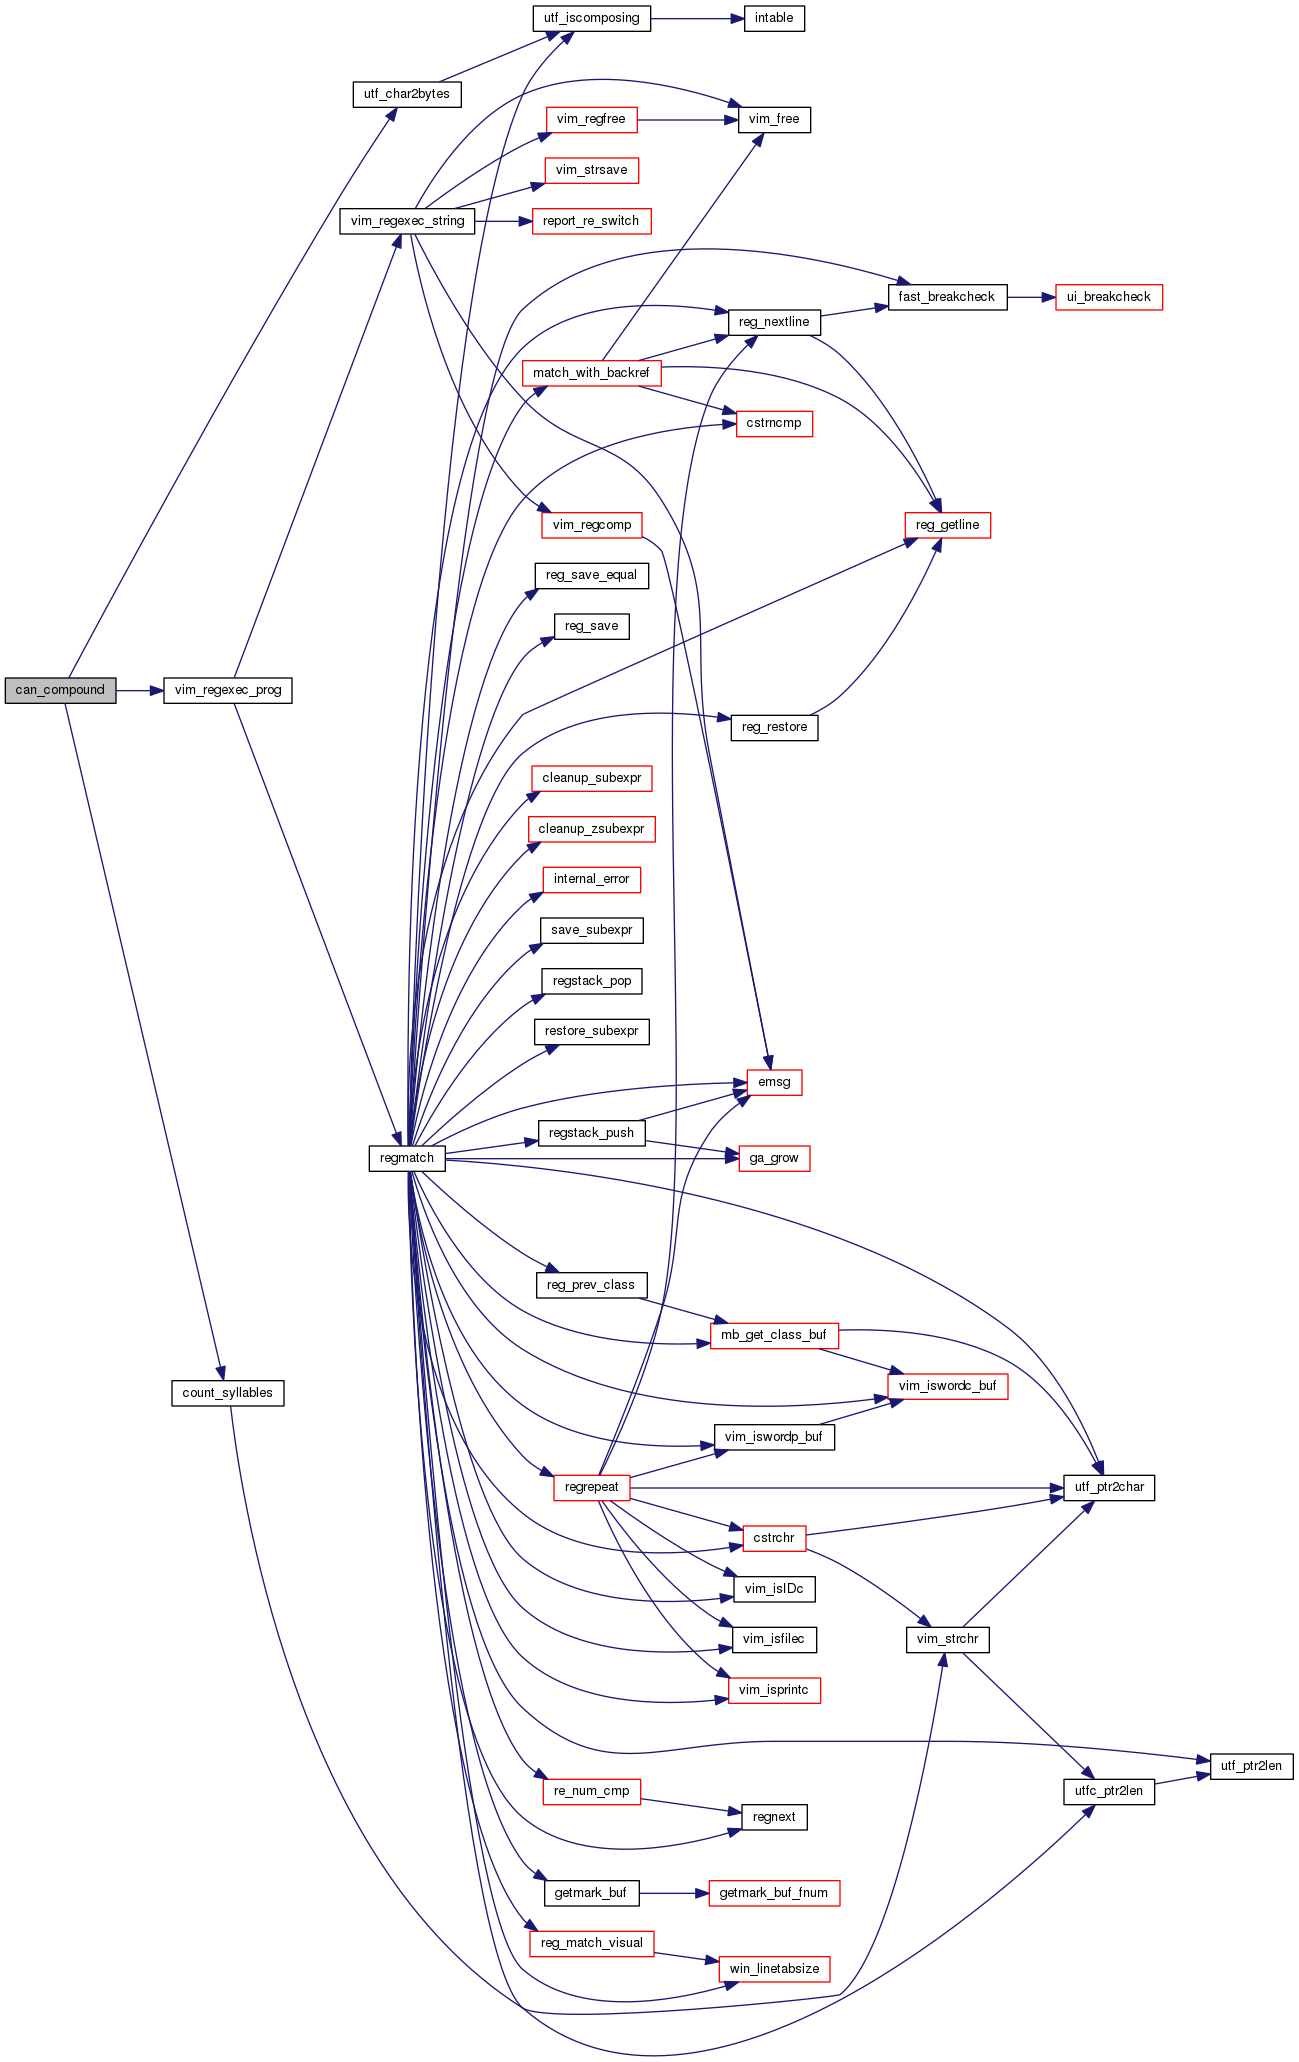 utf_iscomposing
intable
utf_char2bytes
vim_regfree
vim_free
vim_strsave
vim_regexec_string
report_re_switch
fast_breakcheck
ui_breakcheck
reg_nextline
match_with_backref
cstrncmp
vim_regcomp
reg_getline
reg_save_equal
reg_save
can_compound
vim_regexec_prog
reg_restore
cleanup_subexpr
cleanup_zsubexpr
internal_error
save_subexpr
regstack_pop
restore_subexpr
emsg
regstack_push
regmatch
ga_grow
reg_prev_class
mb_get_class_buf
count_syllables
vim_iswordc_buf
vim_iswordp_buf
regrepeat
utf_ptr2char
cstrchr
vim_isIDc
vim_isfilec
vim_strchr
vim_isprintc
utf_ptr2len
re_num_cmp
utfc_ptr2len
regnext
getmark_buf
getmark_buf_fnum
reg_match_visual
win_linetabsize